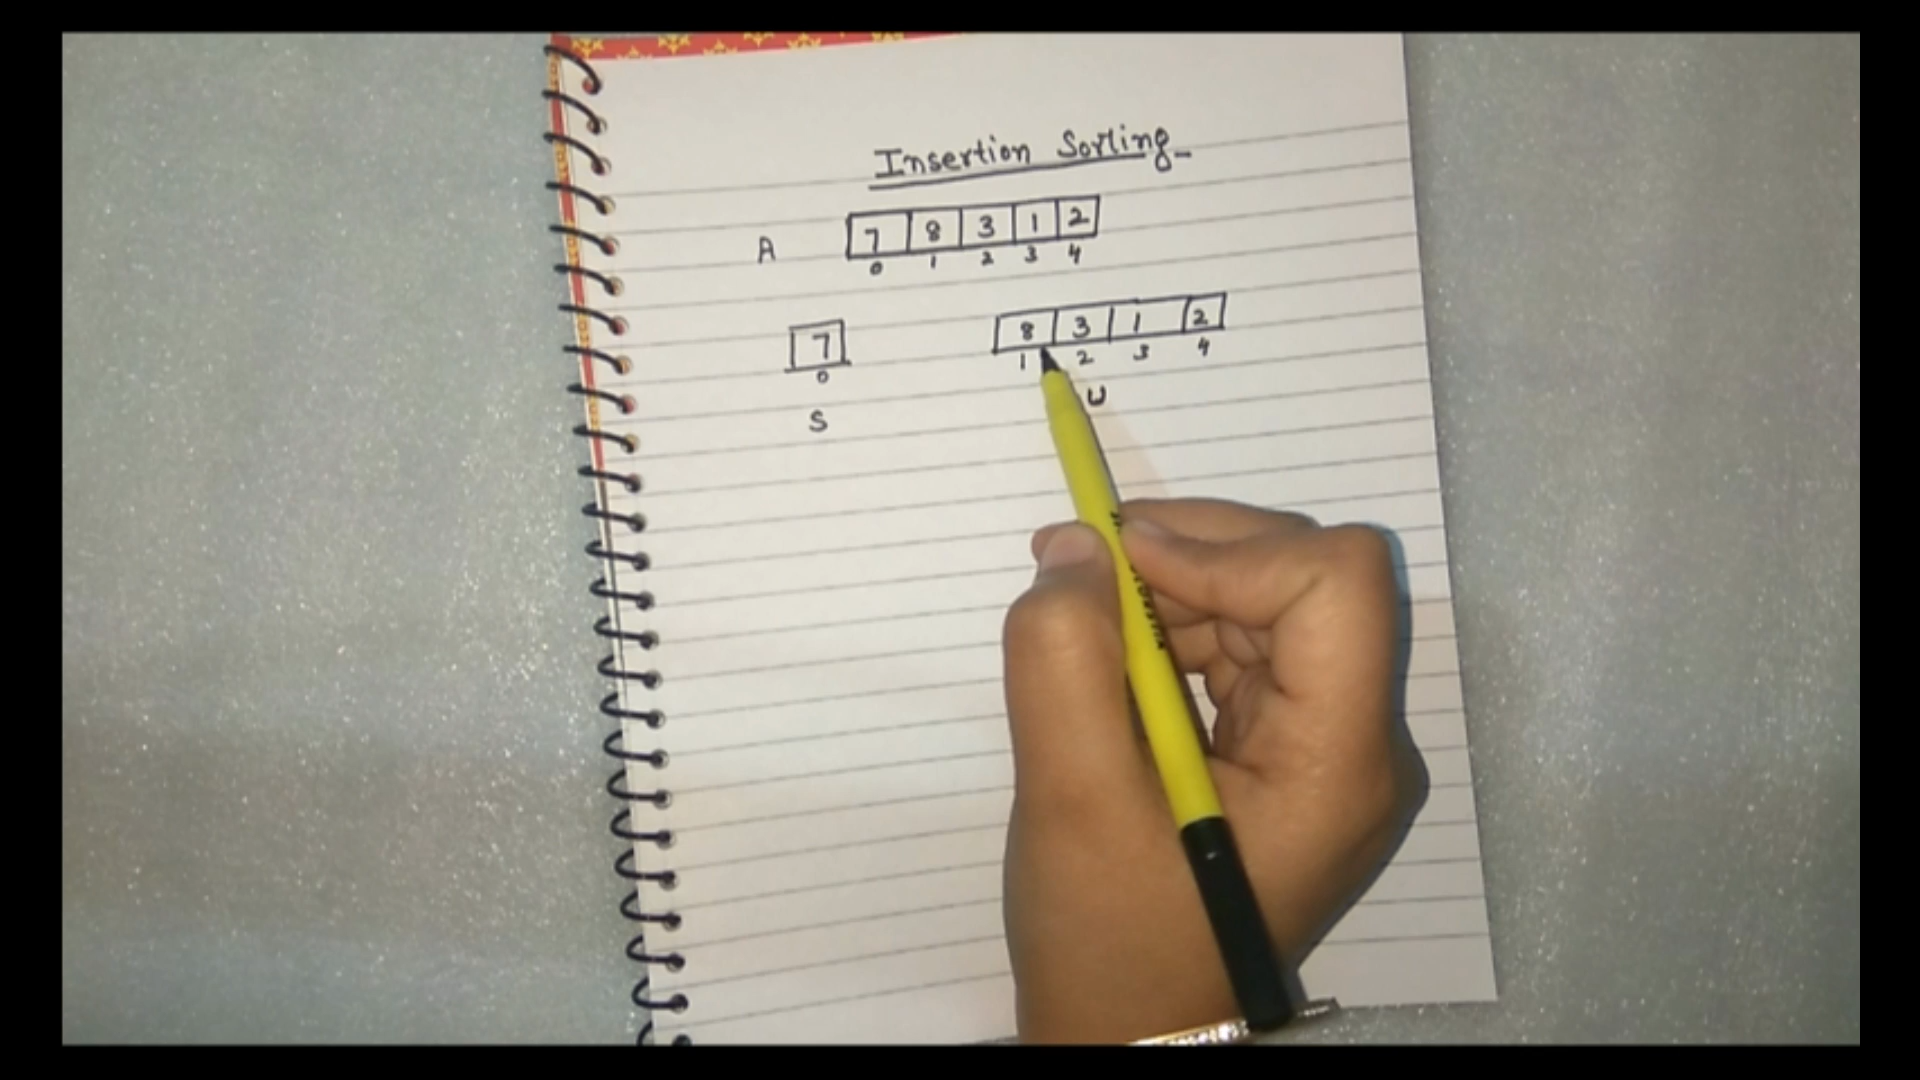 Insertion Sorting
A 7 8 3 1 2
0 1 2 3 4
7 8 3 1 2
0 1 2 3 4
S U